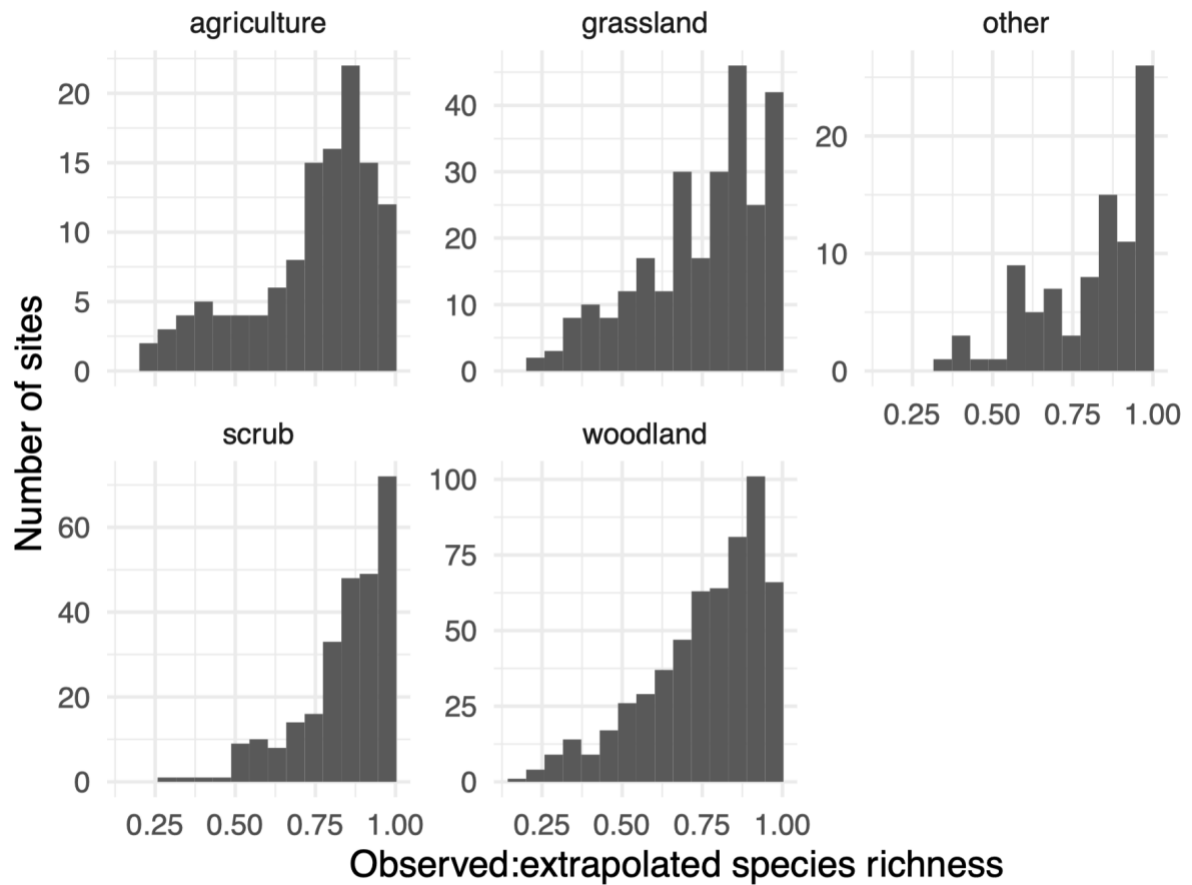 agriculture
grassland
other
20
15
10
5
0
40
30
20
10
0
20
10
0
0.25 0.50 0.75 1.00
scrub
woodland
60
40
20
0
100
75
50
25
0
0.25 0.50 0.75 1.00
0.25 0.50 0.75 1.00
Number of sites
Observed:extrapolated species richness